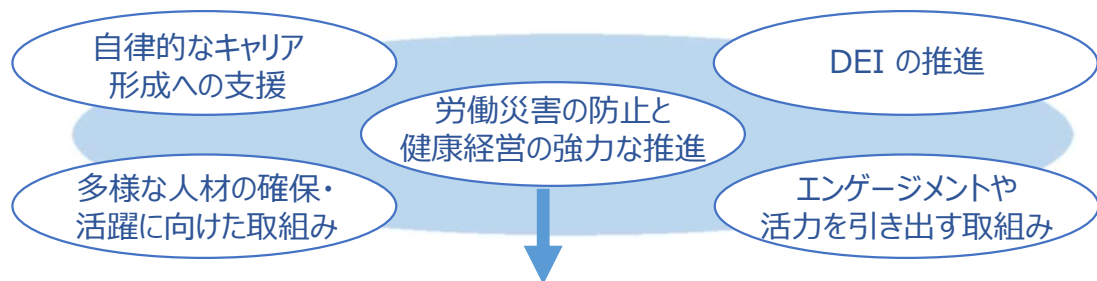 自律的なキャリア
形成への支援
DEI の推進
労働災害の防止と
健康経営の強力な推進
多様な人材の確保・
活躍に向けた取組み
エンゲージメントや
活力を引き出す取組み